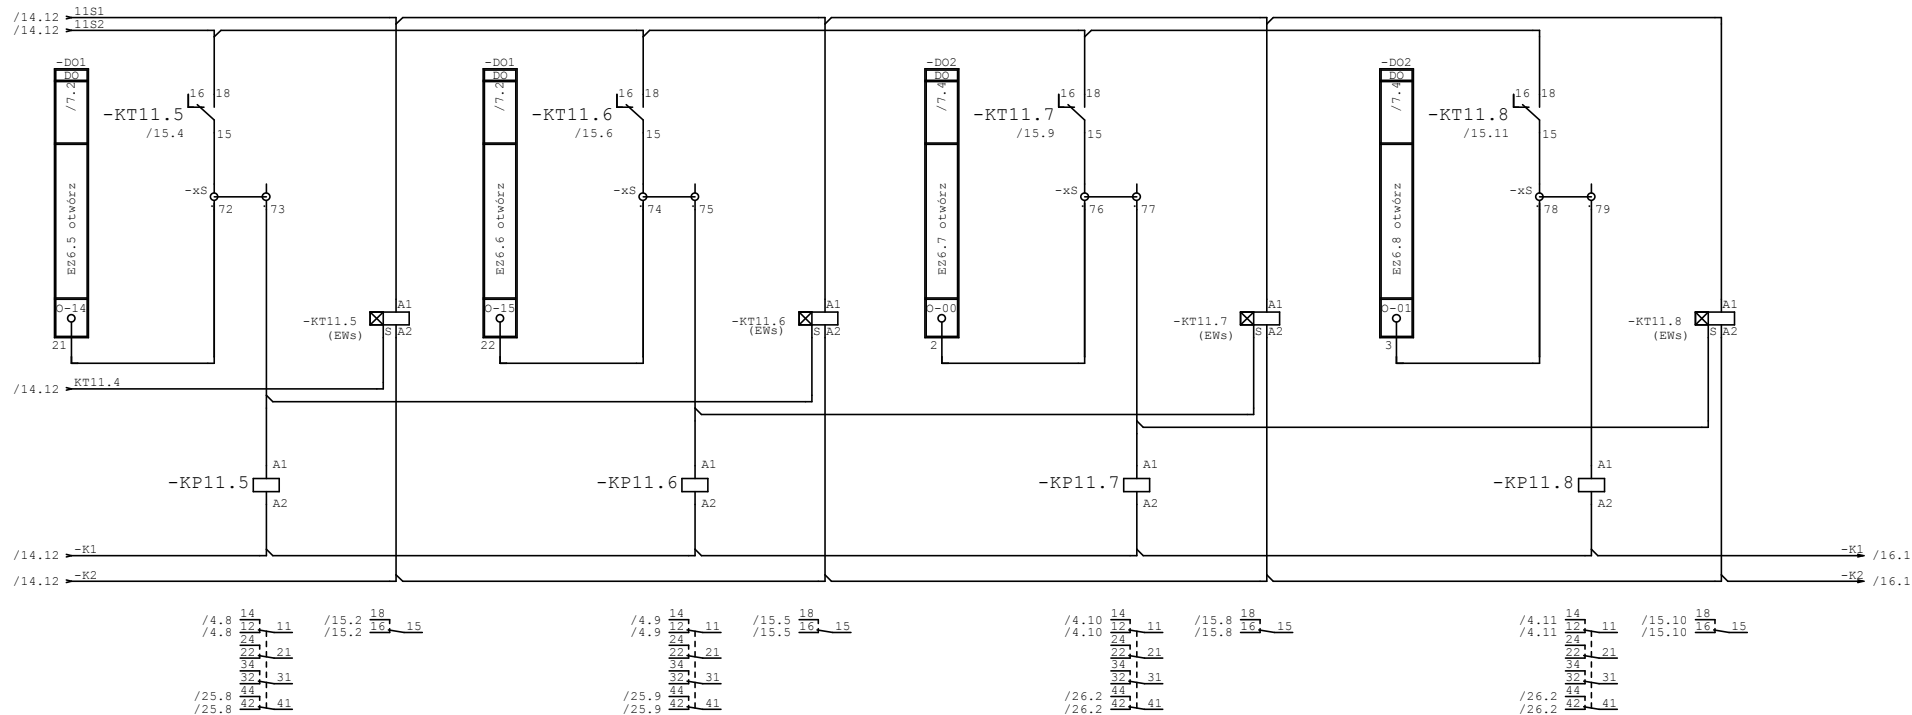 /14.12 11S1
/14.12 11S2
-DO1 -DO1 -DO2 -DO2
DO DO DO DO
/7.2 /7.2 /7.4 /7.4
16 18 16 18 16 18 16 18
-KT11.5 -KT11.6 -KT11.7 -KT11.8
/15.4 15 /15.6 15 /15.9 15 /15.11 15
-xS -xS -xS -xS
72 73 74 75 76 77 78 79
EZ6.5 otwórz EZ6.6 otwórz EZ6.7 otwórz EZ6.8 otwórz
O-14 A1 O-15 A1 O-00 A1 O-01 A1
-KT11.5 -KT11.6 -KT11.7 -KT11.8
(EWs) S A2 (EWs) S A2 (EWs) S A2 (EWs) S A2
21 22 2 3
/14.12 KT11.4
A1 A1 A1 A1
-KP11.5 -KP11.6 -KP11.7 -KP11.8
A2 A2 A2 A2
/14.12 -K1 -K1 /16.1
/14.12 -K2 -K2 /16.1
/4.8 14 /15.2 18 /4.9 14 /15.5 18 /4.10 14 /15.8 18 /4.11 14 /15.10 18
/4.8 12 11 /15.2 16 15 /4.9 12 11 /15.5 16 15 /4.10 12 11 /15.8 16 15 /4.11 12 11 /15.10 16 15
24 24 24 24
22 21 22 21 22 21 22 21
34 34 34 34
32 31 32 31 32 31 32 31
/25.8 44 /25.9 44 /26.2 44 /26.2 44
/25.8 42 41 /25.9 42 41 /26.2 42 41 /26.2 42 41